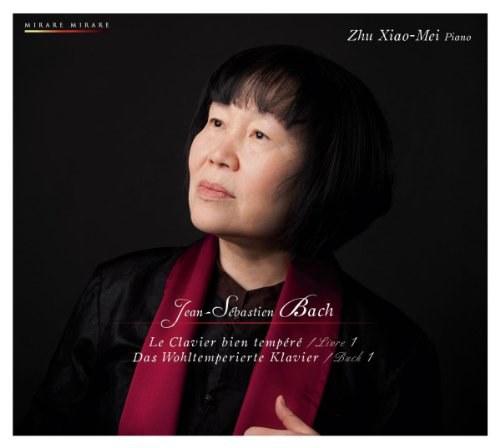 MIRARE MIRARE
Zhu Xiao-Mei Piano
Jean-Sébastien Bach
Le Clavier bien tempéré / Livre 1
Das Wohltemperierte Klavier / Buch 1